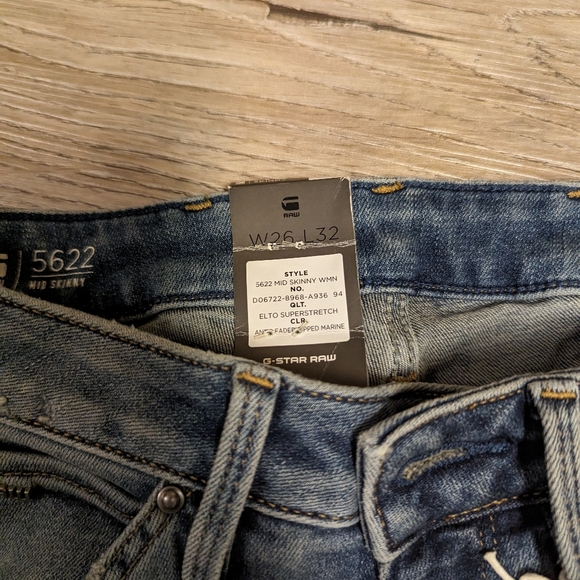 5622
MID SKINNY
G
RAW
W26 L32
STYLE
5622 MID SKINNY WMN
NO.
D06722-8968-A936 94
QLT.
ELTO SUPERSTRETCH
CLR.
RIPPED MARINE
G-STAR RAW